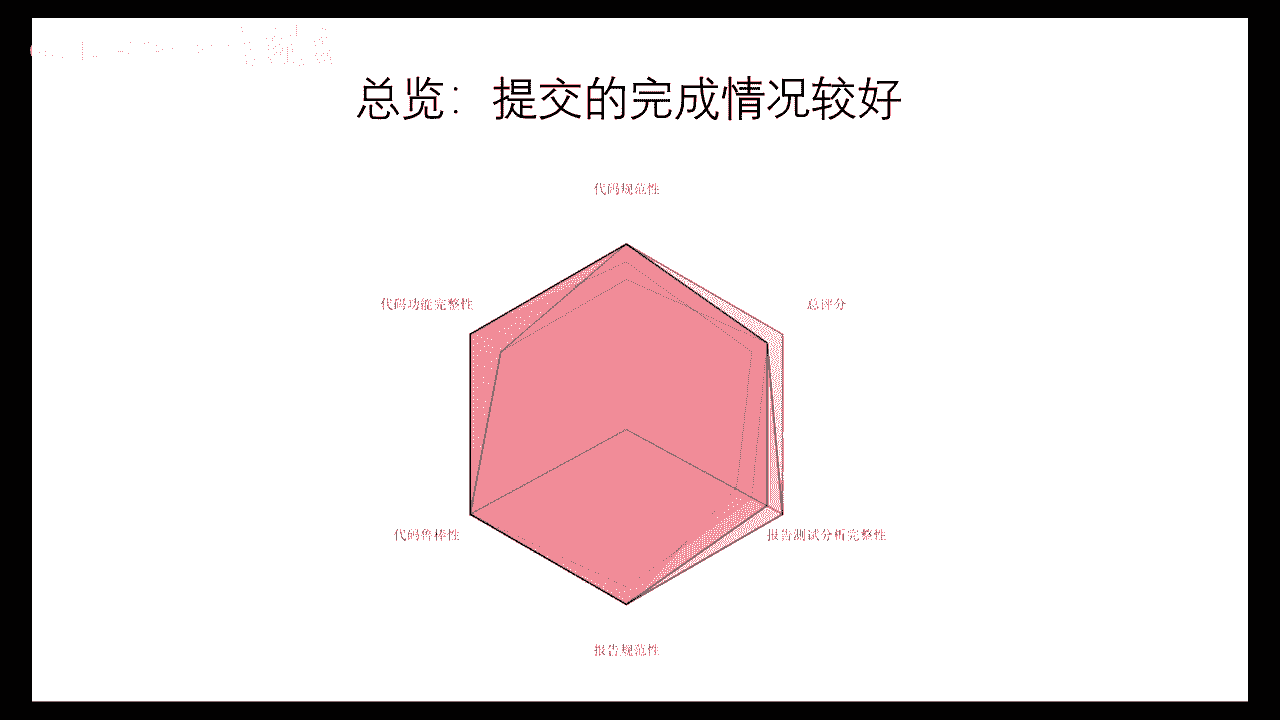 总览：提交的完成情况较好
代码规范性
代码功能完整性
总评分
代码鲁棒性
报告测试分析完整性
报告规范性